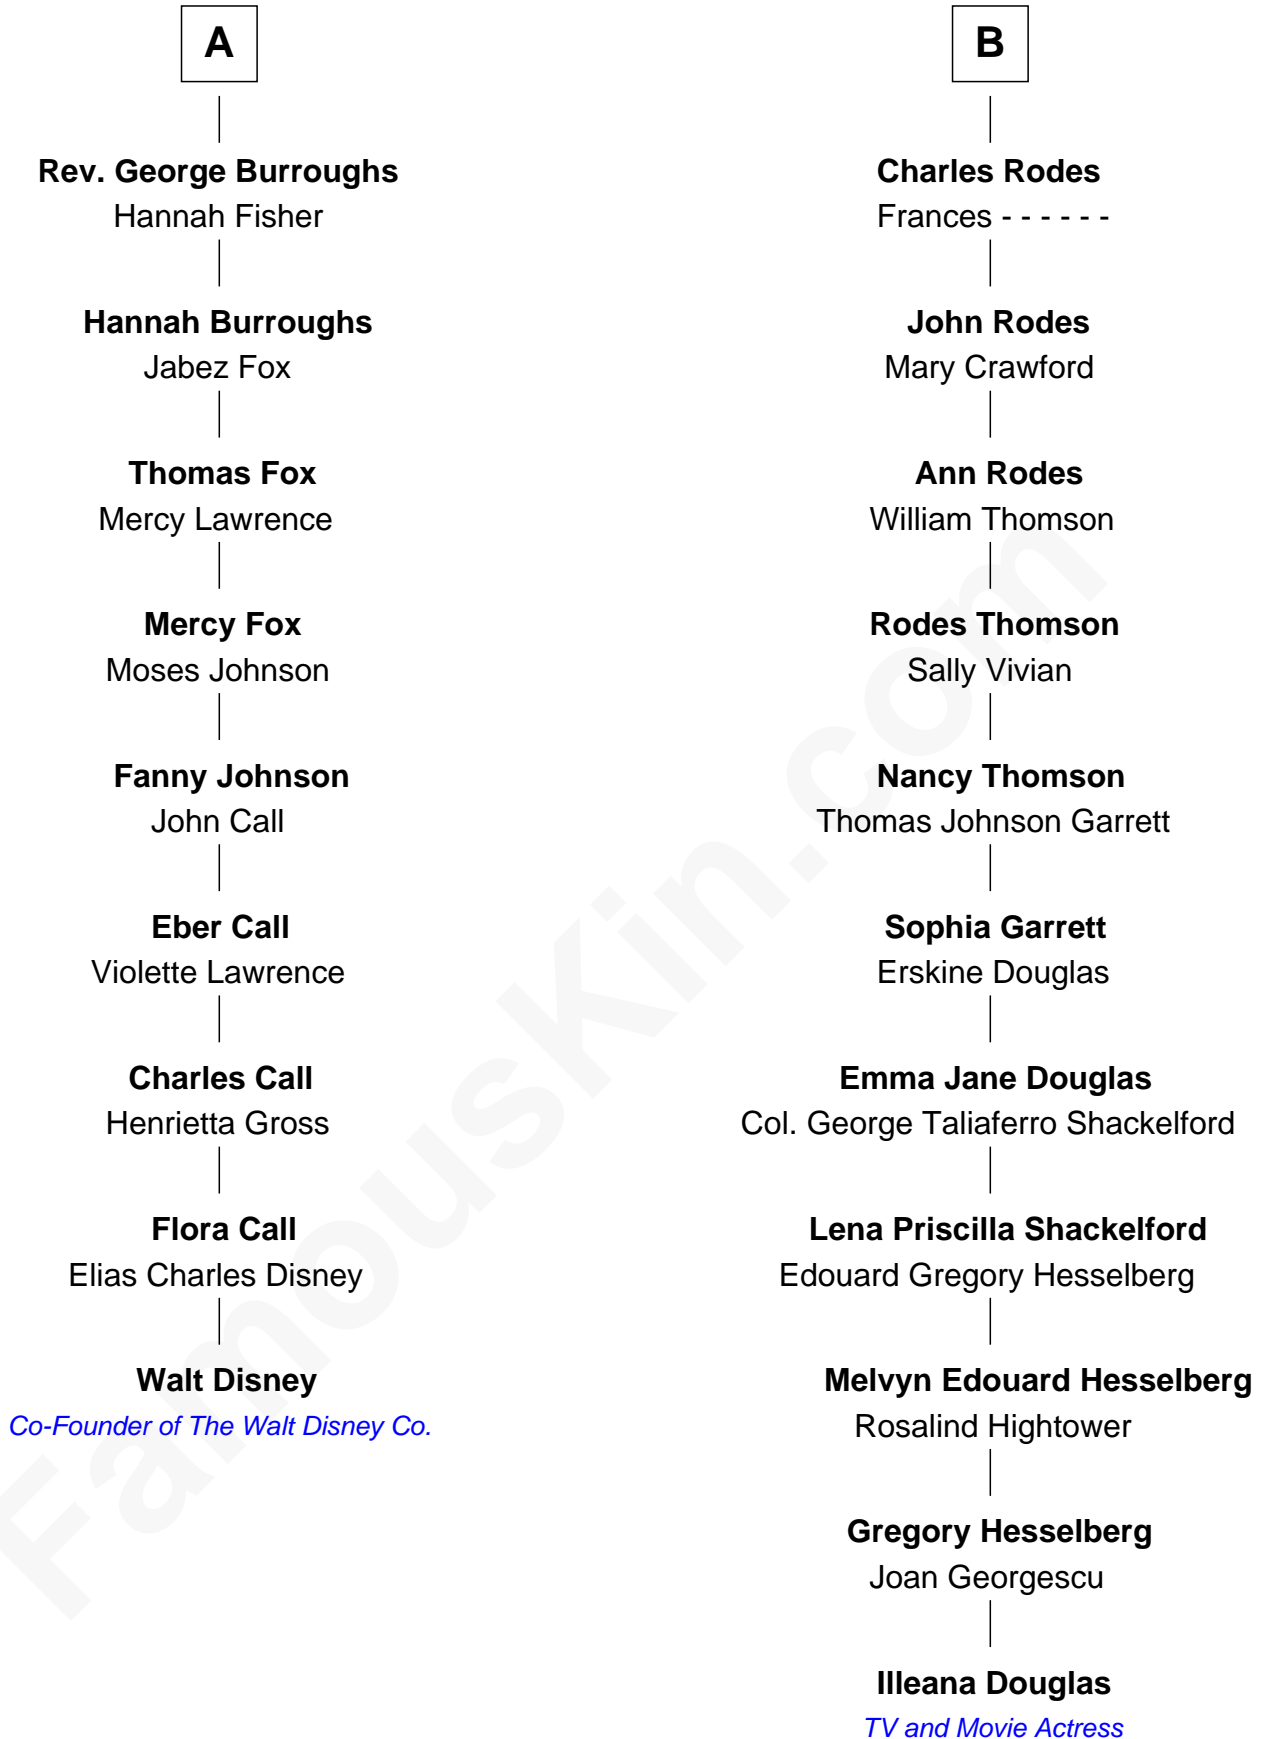 A
Rev. George Burroughs
Hannah Fisher
Hannah Burroughs
Jabez Fox
Thomas Fox
Mercy Lawrence
Mercy Fox
Moses Johnson
Fanny Johnson
John Call
Eber Call
Violette Lawrence
Charles Call
Henrietta Gross
Flora Call
Elias Charles Disney
Walt Disney
Co-Founder of The Walt Disney Co.
B
Charles Rodes
Frances - - - - - -
John Rodes
Mary Crawford
Ann Rodes
William Thomson
Rodes Thomson
Sally Vivian
Nancy Thomson
Thomas Johnson Garrett
Sophia Garrett
Erskine Douglas
Emma Jane Douglas
Col. George Taliaferro Shackelford
Lena Priscilla Shackelford
Edouard Gregory Hesselberg
Melvyn Edouard Hesselberg
Rosalind Hightower
Gregory Hesselberg
Joan Georgescu
Illeana Douglas
TV and Movie Actress
FamousKin.com